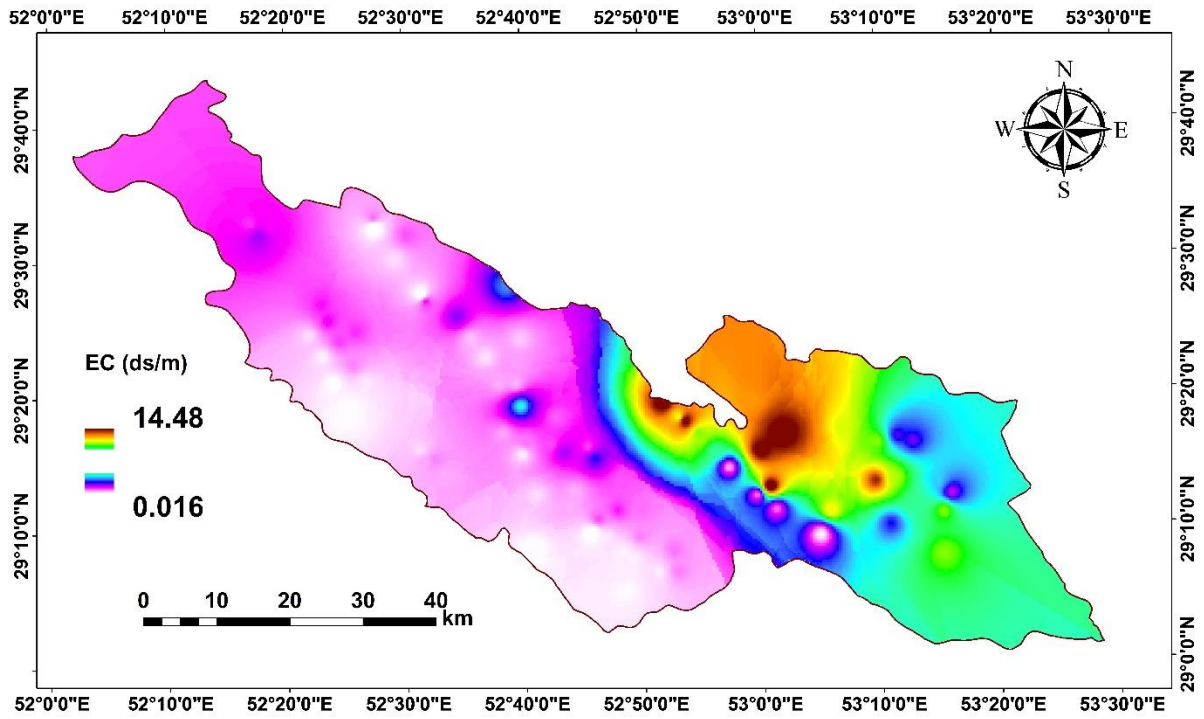 52°0'0"E 52°10'0"E 52°20'0"E 52°30'0"E 52°40'0"E 52°50'0"E 53°0'0"E 53°10'0"E 53°20'0"E 53°30'0"E
N
W E
S
29°40'0"N 29°40'0"N
29°30'0"N 29°30'0"N
29°20'0"N 29°20'0"N
29°10'0"N 29°10'0"N
29°0'0"N
EC (ds/m)
14.48
0.016
0 10 20 30 40
km
52°0'0"E 52°10'0"E 52°20'0"E 52°30'0"E 52°40'0"E 52°50'0"E 53°0'0"E 53°10'0"E 53°20'0"E 53°30'0"E